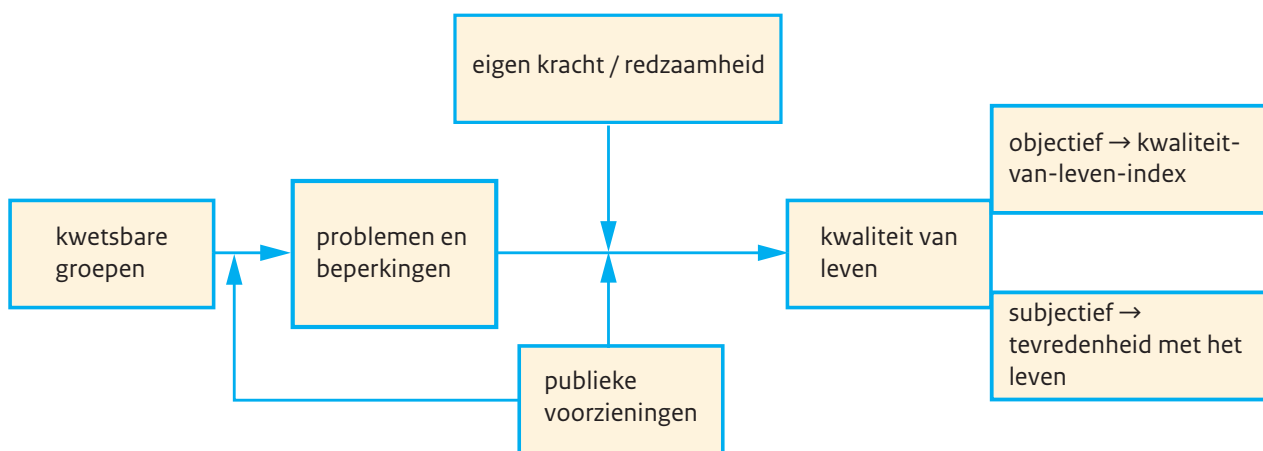 eigen kracht / redzaamheid
kwetsbare
groepen
problemen en
beperkingen
publieke
voorzieningen
kwaliteit van
leven
objectief → kwaliteit-
van-leven-index
subjectief →
tevredenheid met het
leven